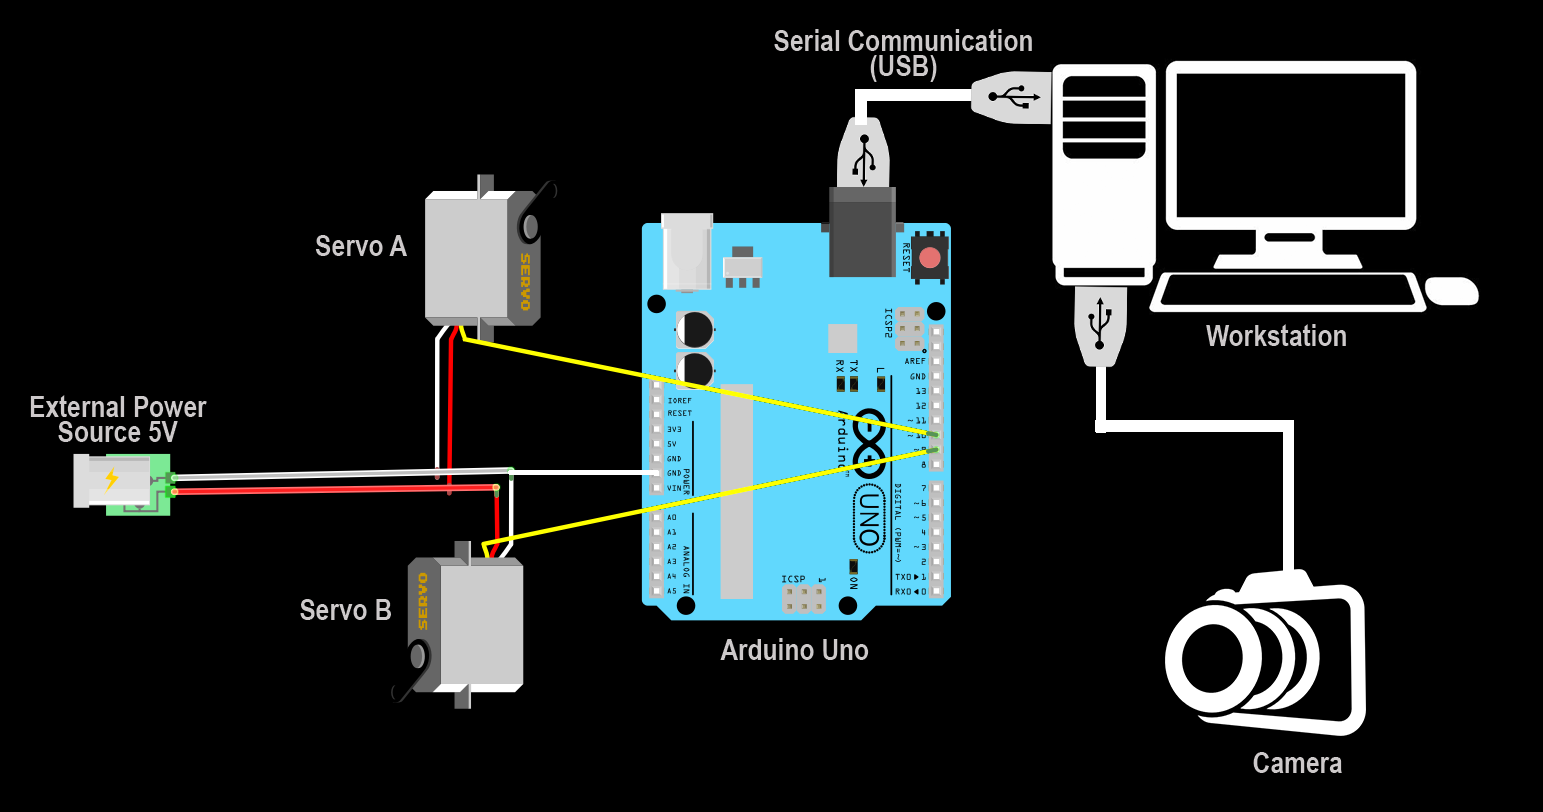 Serial Communication
(USB)
Servo A
SERVO
RESET
ICSP2
Workstation
AREF
GND
13
12
~11
~10
~9
8
RX
TX
L
IOREF
RESET
3V3
5V
GND
GND
VIN
POWER
Arduino™
UNO
External Power
Source 5V
7
~6
~5
4
~3
2
TXD▶1
RXD◀0
DIGITAL (PWM=~)
A0
A1
A2
A3
A4
A5
ANALOG IN
ON
ICSP
1
SERVO
Servo B
Arduino Uno
Camera